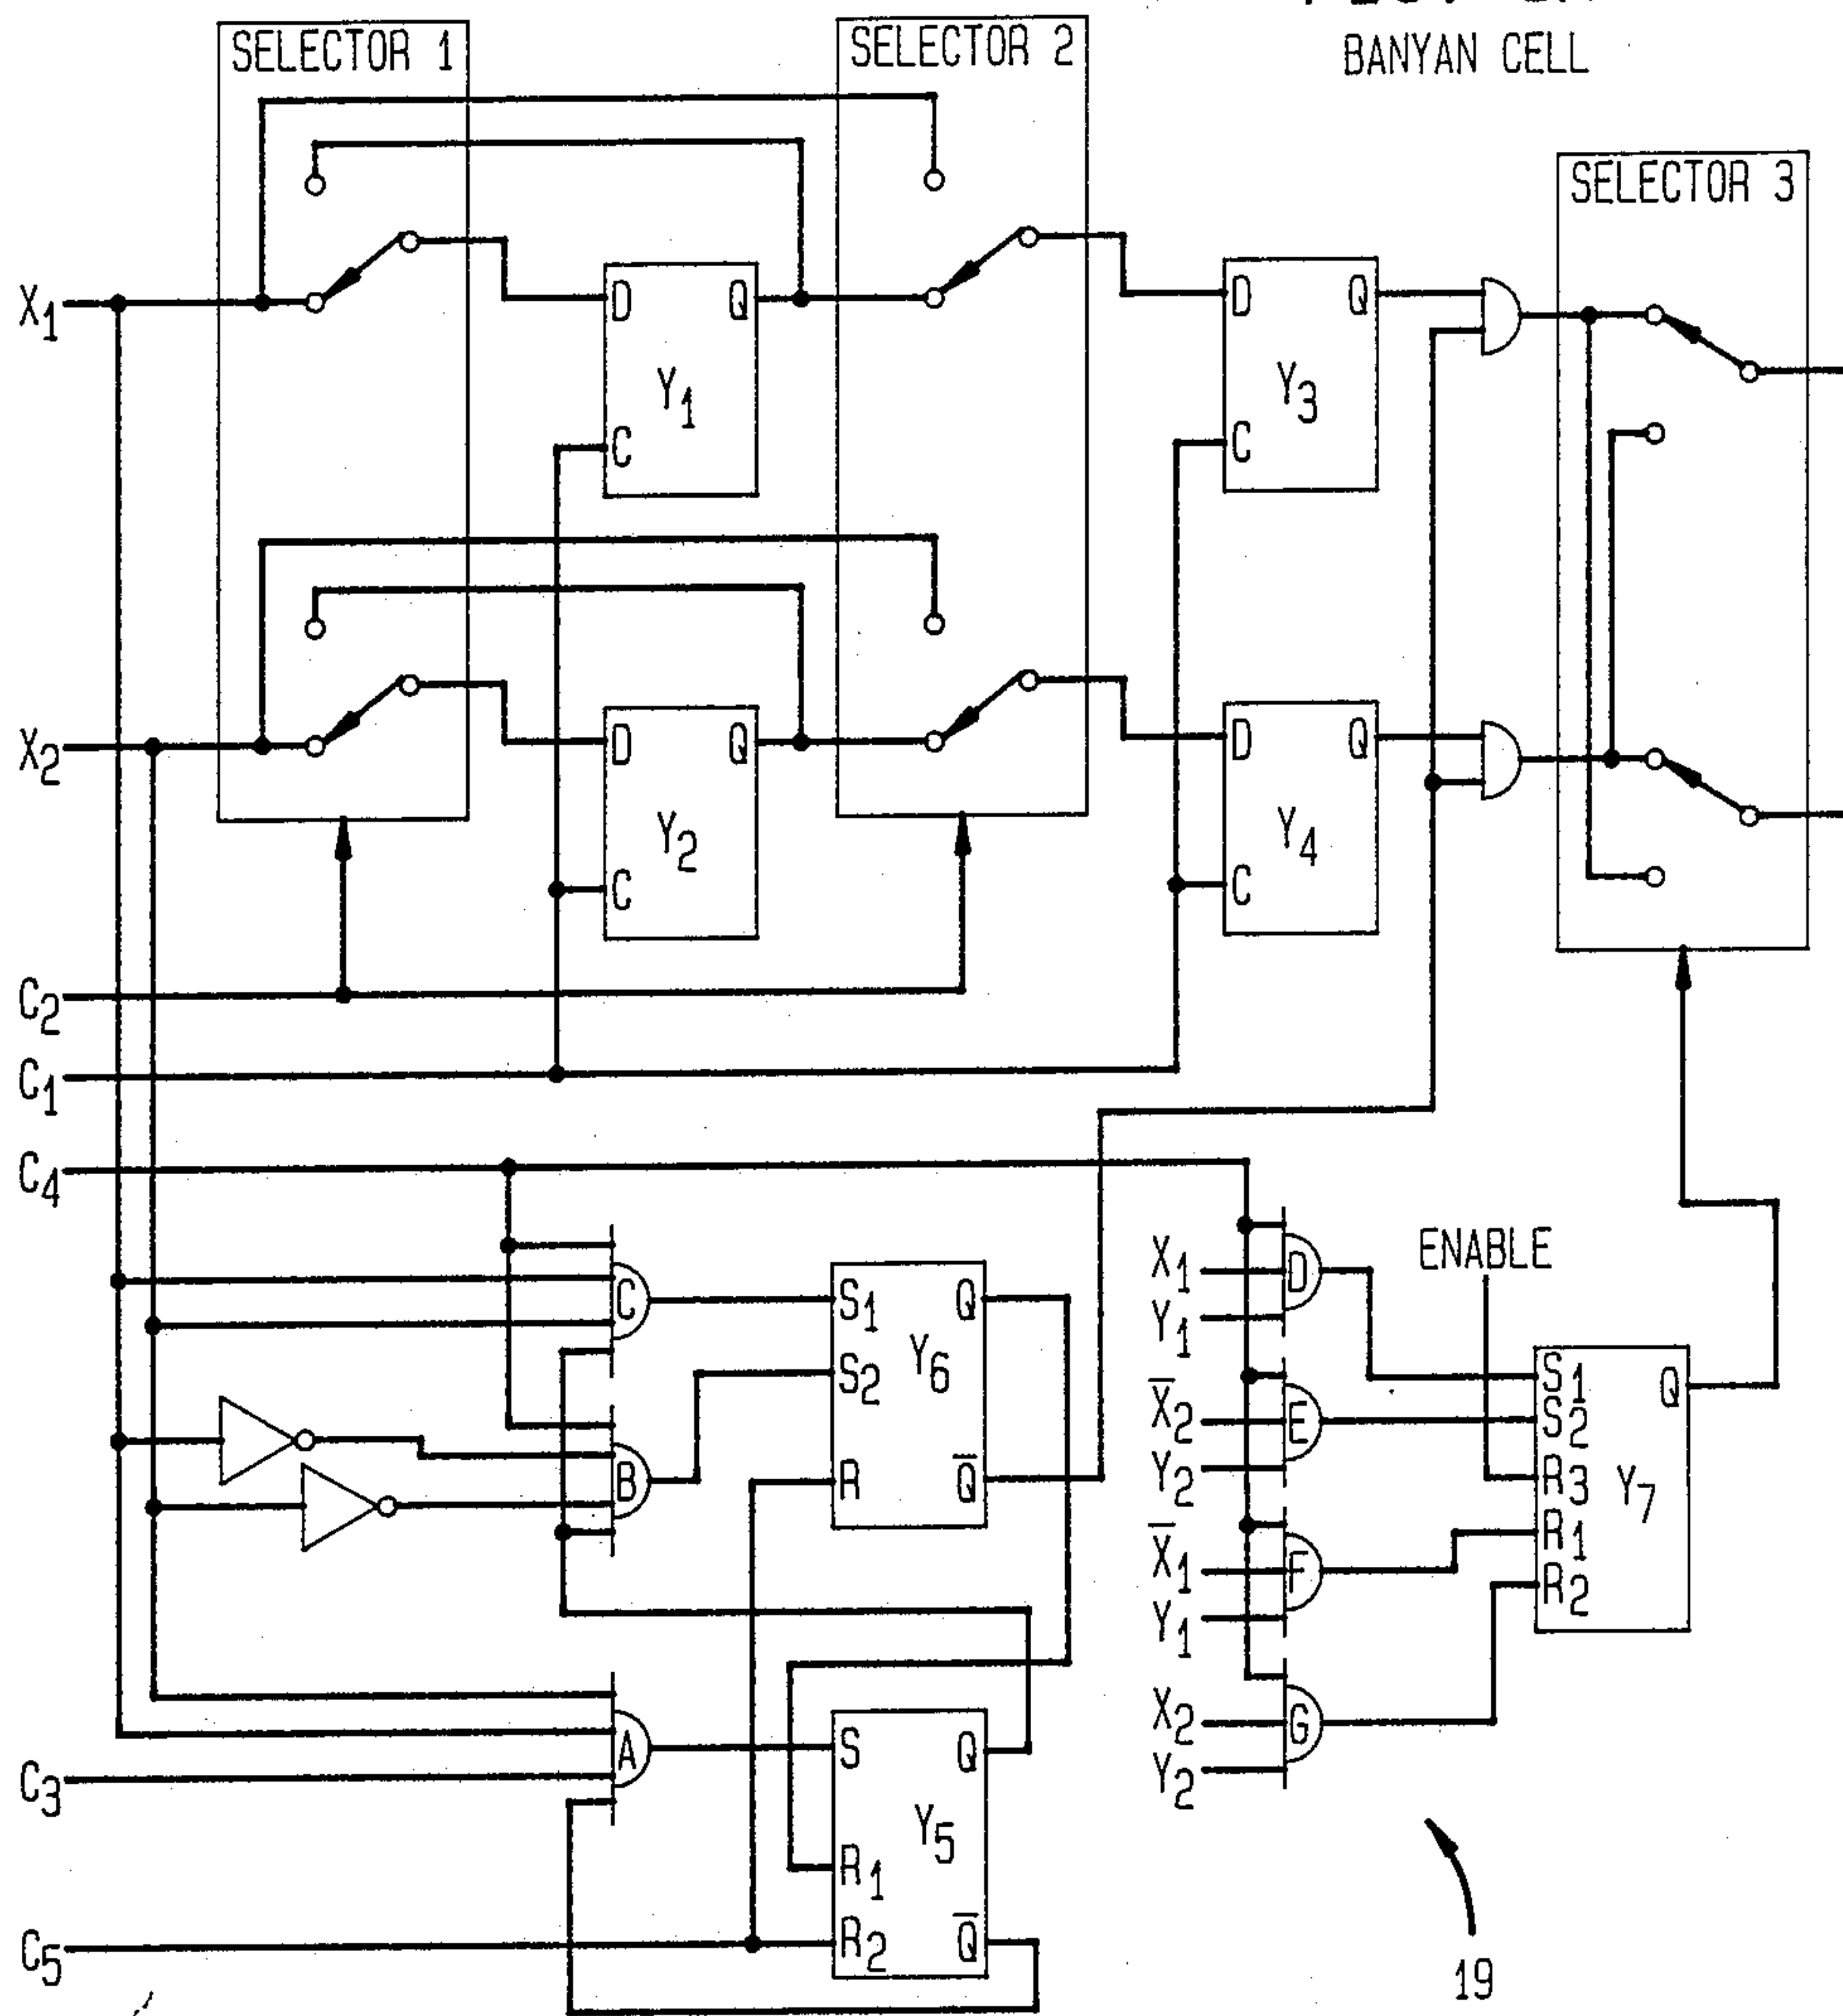 SELECTOR 1
SELECTOR 2
BANYAN CELL
SELECTOR 3
X1
D Q
Y1
C
D Q
Y3
C
X2
D Q
Y2
C
D Q
Y4
C
C2
C1
C4
C
S1 Q
Y6
S2
B
R Q̅
X1
Y1
D
ENABLE
X̅2
Y2
E
S1 Q
S2
R3
Y7
R1
R2
X̅1
Y1
F
X2
Y2
G
A
S Q
Y5
R1
R2 Q̅
C3
C5
19